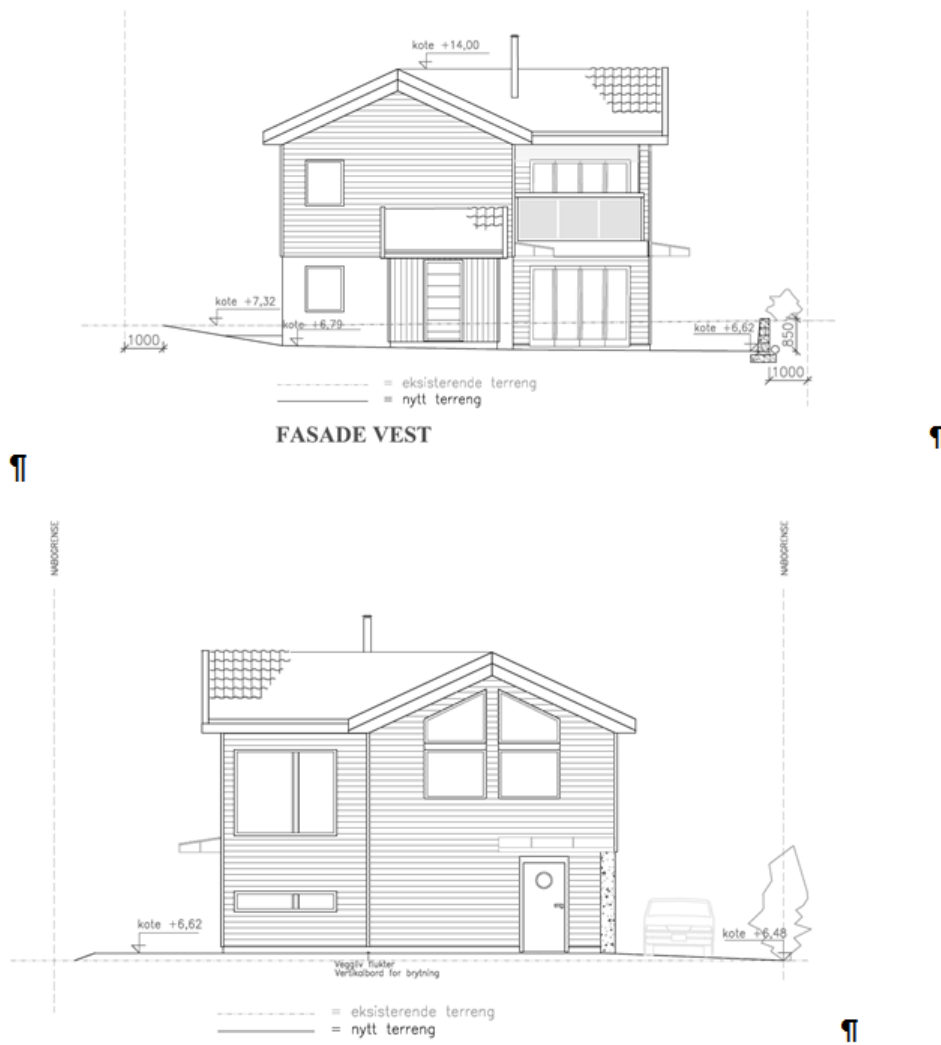 kote +14,00
kote +7,32
kote +6,79
kote +6,62
850
1000
1000
= eksisterende terreng
= nytt terreng
FASADE VEST
¶
¶
NABOGRENSE
NABOGRENSE
kote +6,62
kote +6,48
Veggliv flukter
Vertikalbord for brytning
= eksisterende terreng
= nytt terreng
¶